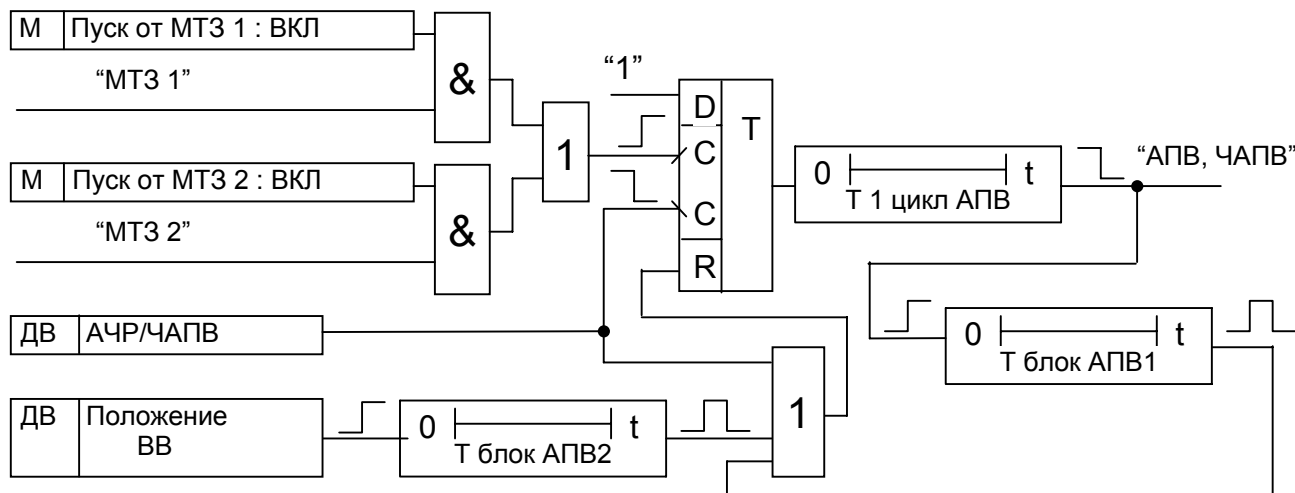 М Пуск от МТЗ 1 : ВКЛ
“МТЗ 1”
&
М Пуск от МТЗ 2 : ВКЛ
“МТЗ 2”
&
1
“1”
D
T
C
C
R
0 t
Т 1 цикл АПВ
“АПВ, ЧАПВ”
ДВ АЧР/ЧАПВ
0 t
Т блок АПВ1
ДВ Положение
ВВ
0 t
Т блок АПВ2
1